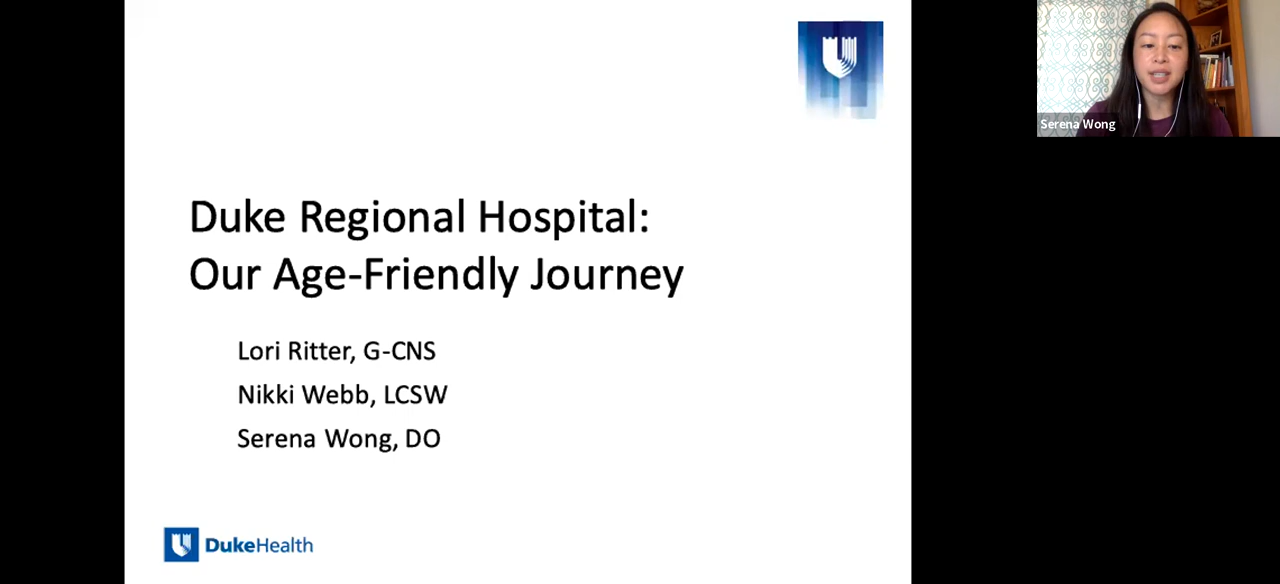 Duke Regional Hospital:
Our Age-Friendly Journey
Lori Ritter, G-CNS
Nikki Webb, LCSW
Serena Wong, DO
DukeHealth
Serena Wong